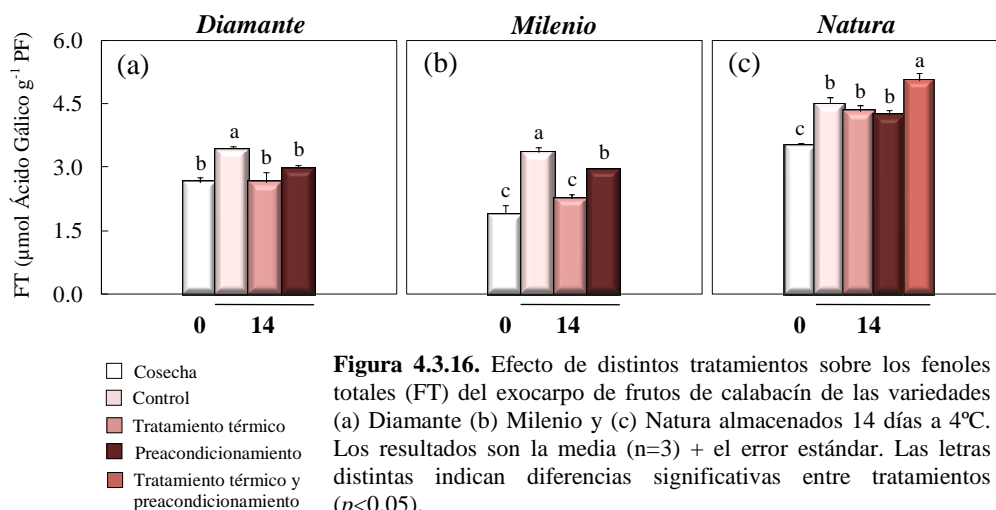 Diamante
Milenio
Natura
FT (µmol Ácido Gálico g⁻¹ PF)
6.0
4.5
3.0
1.5
0.0
(a)
b
a
b
b
(b)
c
a
c
b
(c)
c
b
b
b
a
0
14
0
14
0
14
Cosecha
Control
Tratamiento térmico
Preacondicionamiento
Tratamiento térmico y
preacondicionamiento
Figura 4.3.16. Efecto de distintos tratamientos sobre los fenoles
totales (FT) del exocarpo de frutos de calabacín de las variedades
(a) Diamante (b) Milenio y (c) Natura almacenados 14 días a 4ºC.
Los resultados son la media (n=3) + el error estándar. Las letras
distintas indican diferencias significativas entre tratamientos
(p<0.05).